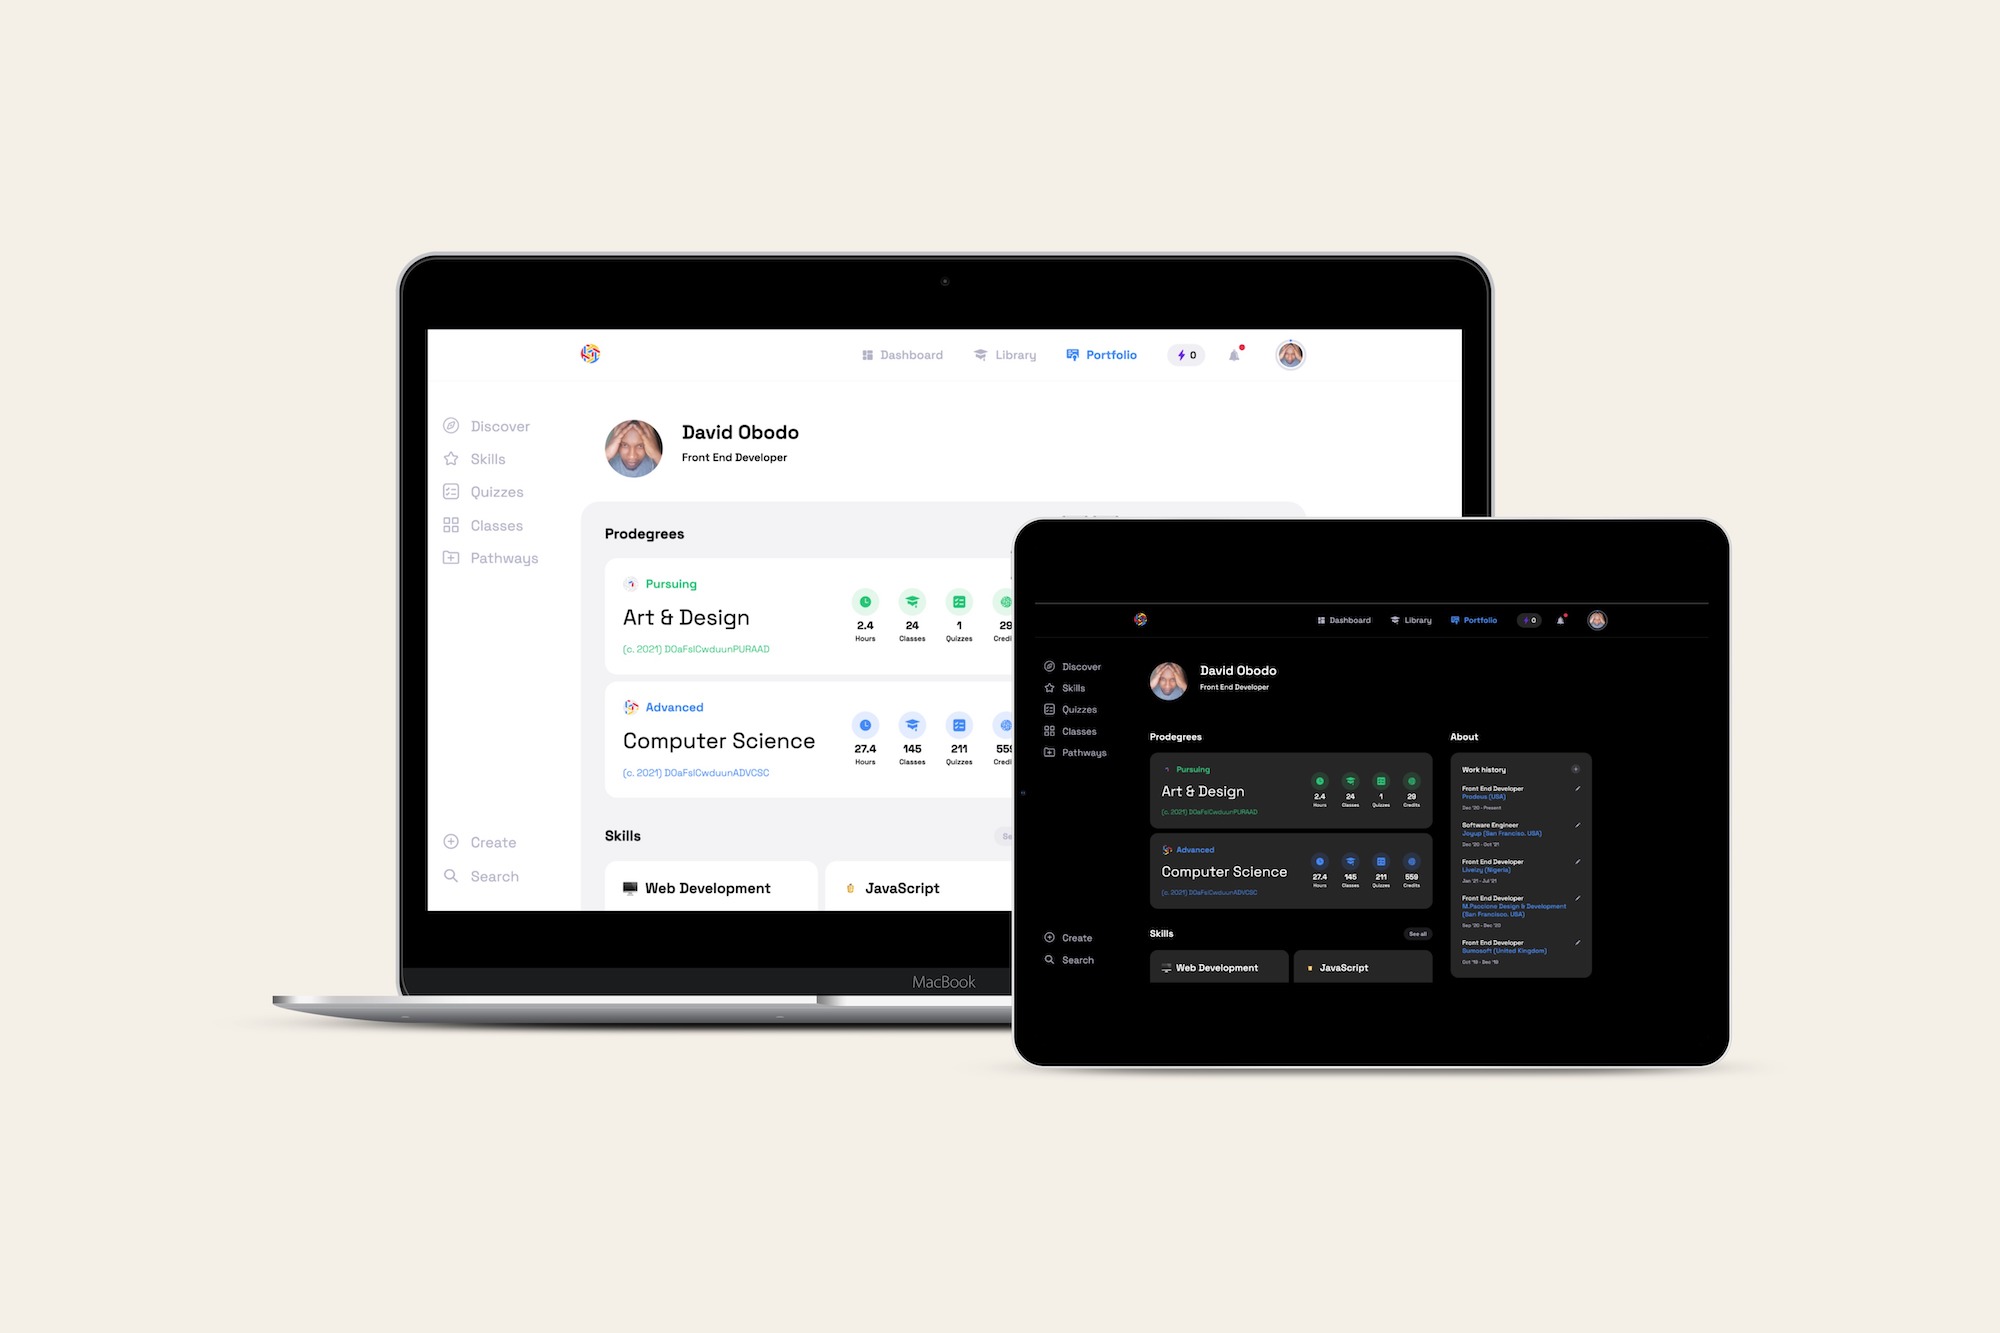 Dashboard
Library
Portfolio
0
Discover
Skills
Quizzes
Classes
Pathways
Create
Search
David Obodo
Front End Developer
Prodegrees
Pursuing
Art & Design
(c. 2021) DOaFslCwduunPURAAD
2.4
Hours
24
Classes
1
Quizzes
29
Credi
Advanced
Computer Science
(c. 2021) DOaFslCwduunADVCSC
27.4
Hours
145
Classes
211
Quizzes
559
Credi
Skills
Se
Web Development
JavaScript
MacBook
Dashboard
Library
Portfolio
0
Discover
Skills
Quizzes
Classes
Pathways
Create
Search
David Obodo
Front End Developer
Prodegrees
Pursuing
Art & Design
(c. 2021) DOaFslCwduunPURAAD
2.4
Hours
24
Classes
1
Quizzes
29
Credits
Advanced
Computer Science
(c. 2021) DOaFslCwduunADVCSC
27.4
Hours
145
Classes
211
Quizzes
559
Credits
Skills
See all
Web Development
JavaScript
About
Work history
Front End Developer
Prodeus (USA)
Dec '20 - Present
Software Engineer
Joyup (San Francisco, USA)
Dec '20 - Oct '21
Front End Developer
Liveizy (Nigeria)
Jan '21 - Jul '21
Front End Developer
M.Paccione Design & Development
(San Francisco, USA)
Sep '20 - Dec '20
Front End Developer
Sumosoft (United Kingdom)
Oct '19 - Dec '19